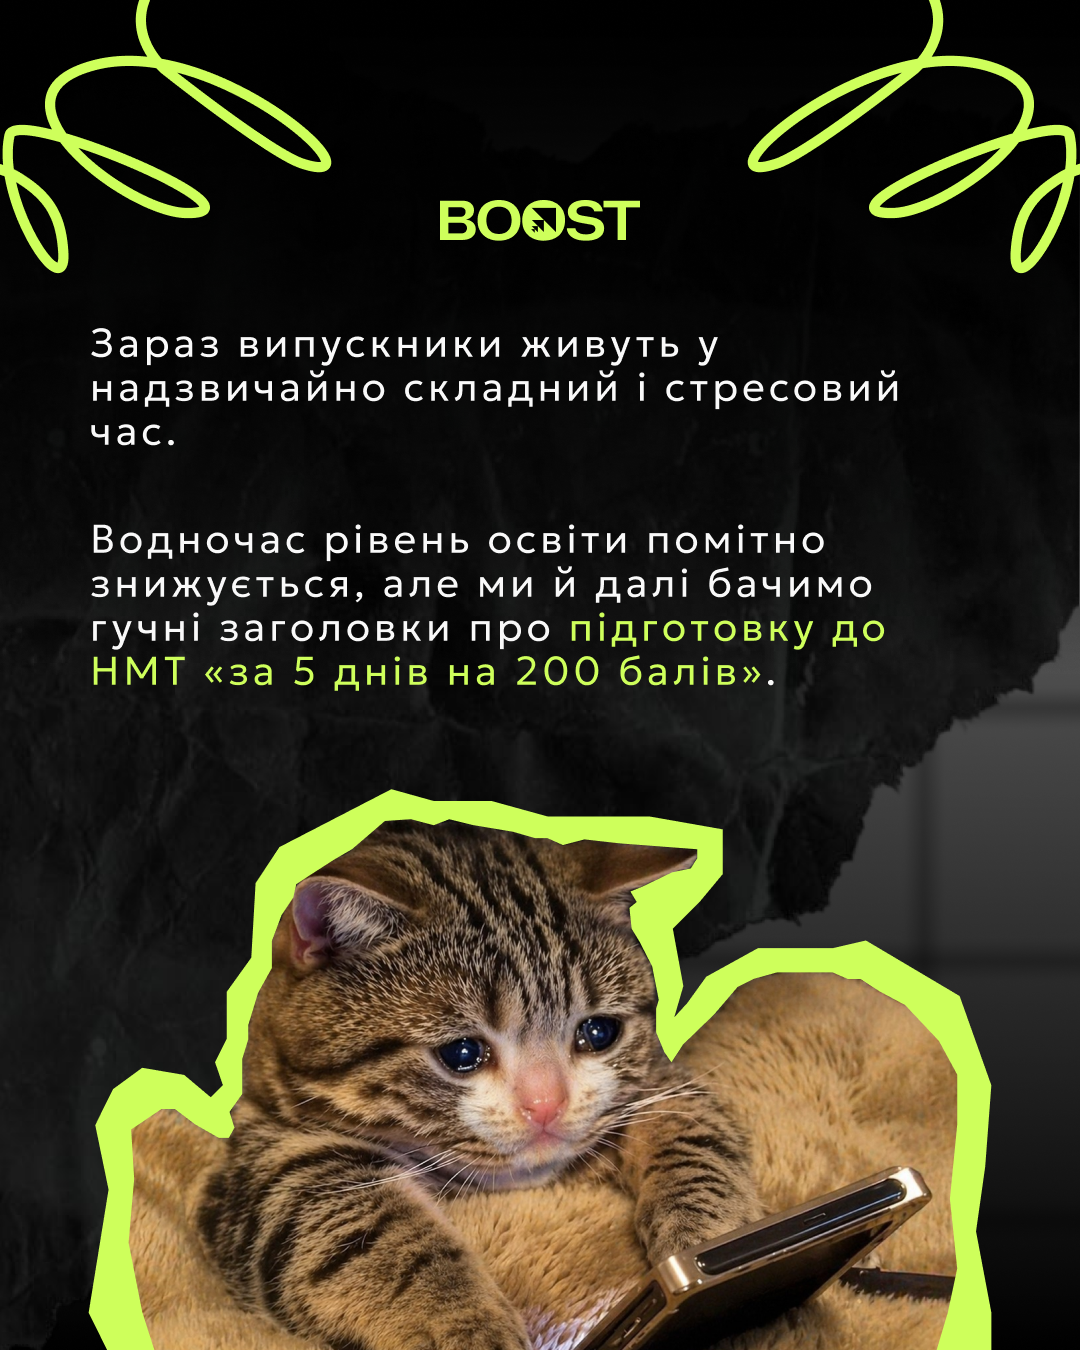 BOOST
Зараз випускники живуть у
надзвичайно складний і стресовий
час.
Водночас рівень освіти помітно
знижується, але ми й далі бачимо
гучні заголовки про підготовку до
НМТ «за 5 днів на 200 балів».